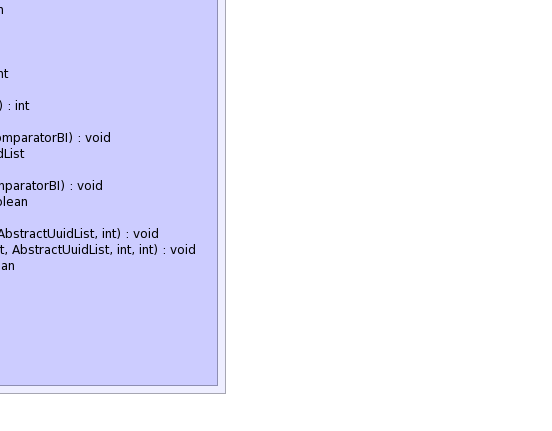 n
nt
) : int
omparatorBI) : void
dList
nparatorBI) : void
olean
AbstractUuidList, int) : void
t, AbstractUuidList, int, int) : void
an